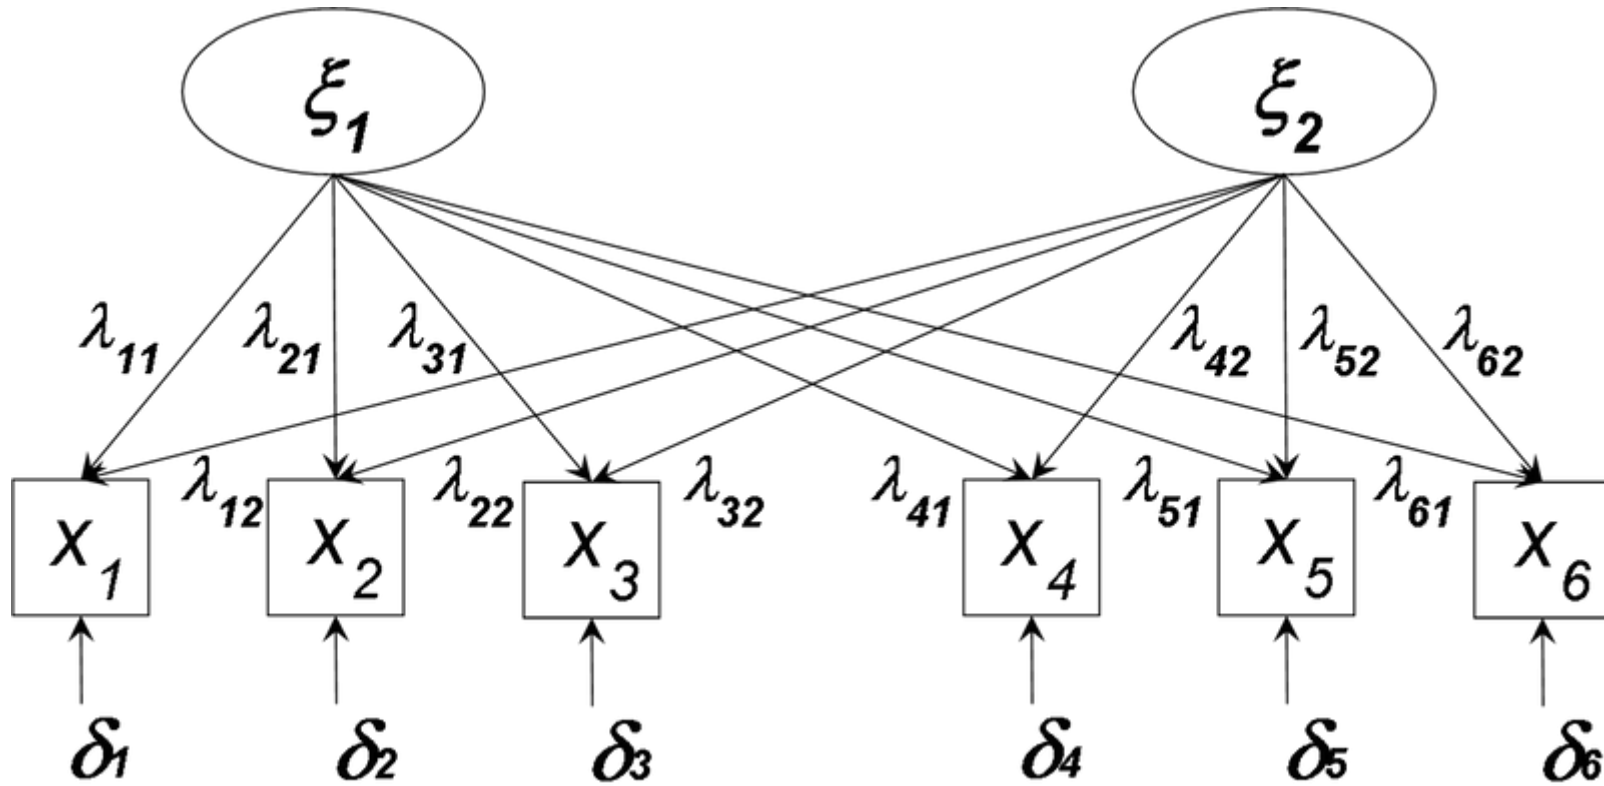 ξ1 ξ2
λ11 λ21 λ31 λ42 λ52 λ62
λ12 λ22 λ32 λ41 λ51 λ61
X1 X2 X3 X4 X5 X6
δ1 δ2 δ3 δ4 δ5 δ6